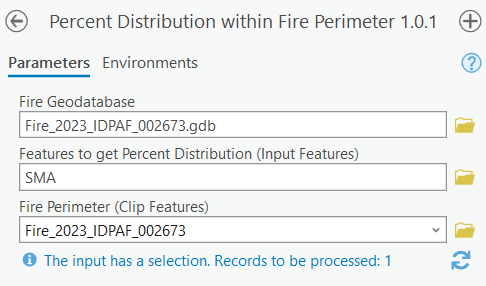 Percent Distribution within Fire Perimeter 1.0.1
Parameters Environments
Fire Geodatabase
Fire_2023_IDPAF_002673.gdb
Features to get Percent Distribution (Input Features)
SMA
Fire Perimeter (Clip Features)
Fire_2023_IDPAF_002673
The input has a selection. Records to be processed: 1